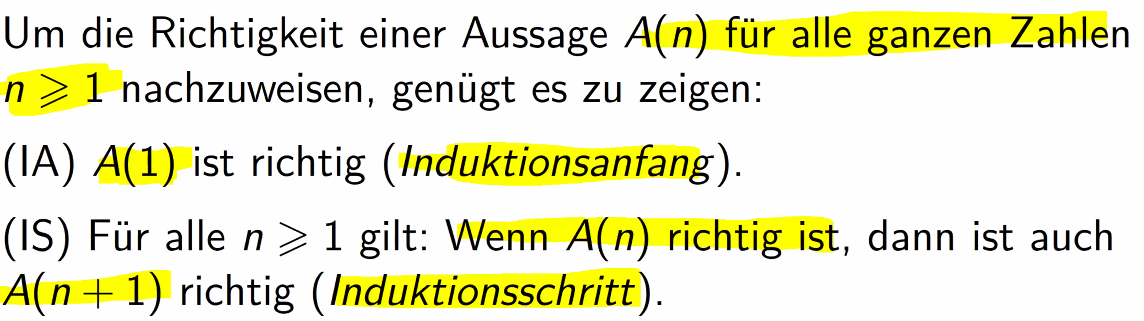 Um die Richtigkeit einer Aussage A(n) für alle ganzen Zahlen
n ⩾ 1 nachzuweisen, genügt es zu zeigen:
(IA) A(1) ist richtig (Induktionsanfang).
(IS) Für alle n ⩾ 1 gilt: Wenn A(n) richtig ist, dann ist auch
A(n + 1) richtig (Induktionsschritt).